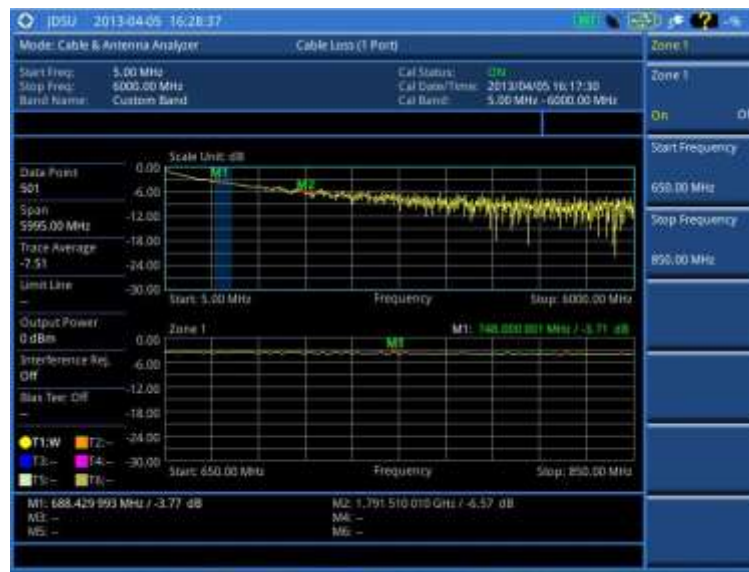 JDSU 2013-04-05 16:28:37
Mode: Cable & Antenna Analyzer Cable Loss (1 Port)
Zone 1
Start Freq: 5.00 MHz Cal Status: ON
Stop Freq: 6000.00 MHz Cal Date/Time: 2013/04/05 16:17:30
Band Name: Custom Band Cal Band: 5.00 MHz - 6000.00 MHz
Zone 1
On
Start Frequency
650.00 MHz
Stop Frequency
850.00 MHz
Data Point
501
Span
5995.00 MHz
Trace Average
-7.51
Limit Line
--
Output Power
0 dBm
Interference Rej.
Off
Bias Tee: Off
--
T1:W T2:--
T3:-- T4:--
T5:-- T6:--
Scale Unit: dB
0.00
-6.00
-12.00
-18.00
-24.00
-30.00
M1
M2
Start: 5.00 MHz Frequency Stop: 6000.00 MHz
Zone 1 M1: 748.000 001 MHz / -3.71 dB
0.00
-6.00
-12.00
-18.00
-24.00
-30.00
M1
Start: 650.00 MHz Frequency Stop: 850.00 MHz
M1: 688.429 993 MHz / -3.77 dB M2: 1.791 510 010 GHz / -6.57 dB
M3: -- M4: --
M5: -- M6: --